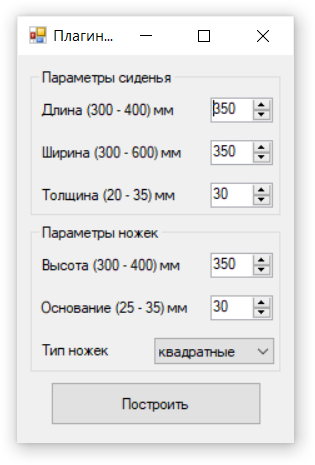 Плагин...
Параметры сиденья
Длина (300 - 400) мм 350
Ширина (300 - 600) мм 350
Толщина (20 - 35) мм 30
Параметры ножек
Высота (300 - 400) мм 350
Основание (25 - 35) мм 30
Тип ножек квадратные
Построить